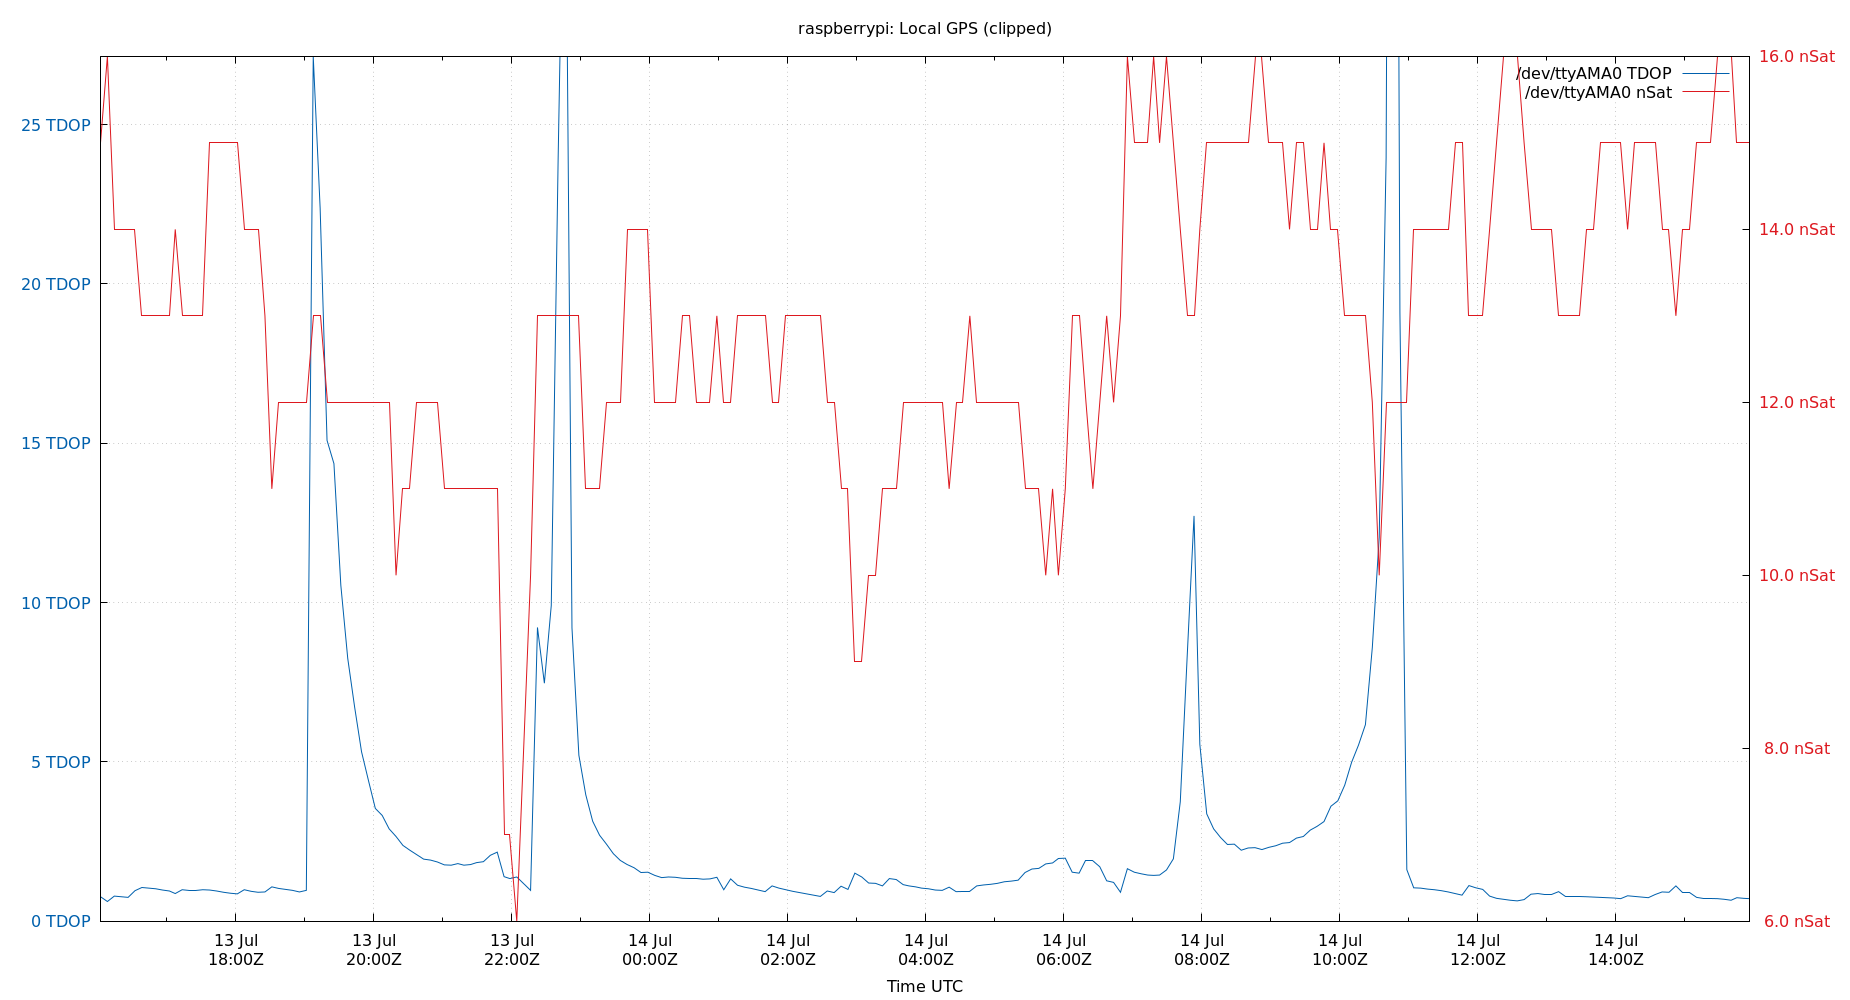 raspberrypi: Local GPS (clipped)
/dev/ttyAMA0 TDOP
/dev/ttyAMA0 nSat
25 TDOP
20 TDOP
15 TDOP
10 TDOP
5 TDOP
0 TDOP
16.0 nSat
14.0 nSat
12.0 nSat
10.0 nSat
8.0 nSat
6.0 nSat
13 Jul
18:00Z
13 Jul
20:00Z
13 Jul
22:00Z
14 Jul
00:00Z
14 Jul
02:00Z
14 Jul
04:00Z
14 Jul
06:00Z
14 Jul
08:00Z
14 Jul
10:00Z
14 Jul
12:00Z
14 Jul
14:00Z
Time UTC